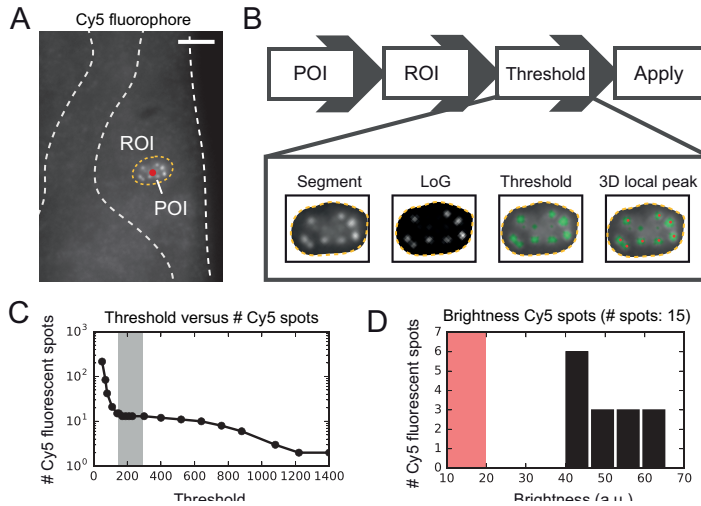 A
Cy5 fluorophore
ROI
POI
B
POI
ROI
Threshold
Apply
Segment
LoG
Threshold
3D local peak
C
Threshold versus # Cy5 spots
# Cy5 fluorescent spots
10³
10²
10¹
10⁰
0 200 400 600 800 1000 1200 1400
Threshold
D
Brightness Cy5 spots (# spots: 15)
# Cy5 fluorescent spots
7
6
5
4
3
2
1
0
10 20 30 40 50 60 70
Brightness (a.u.)